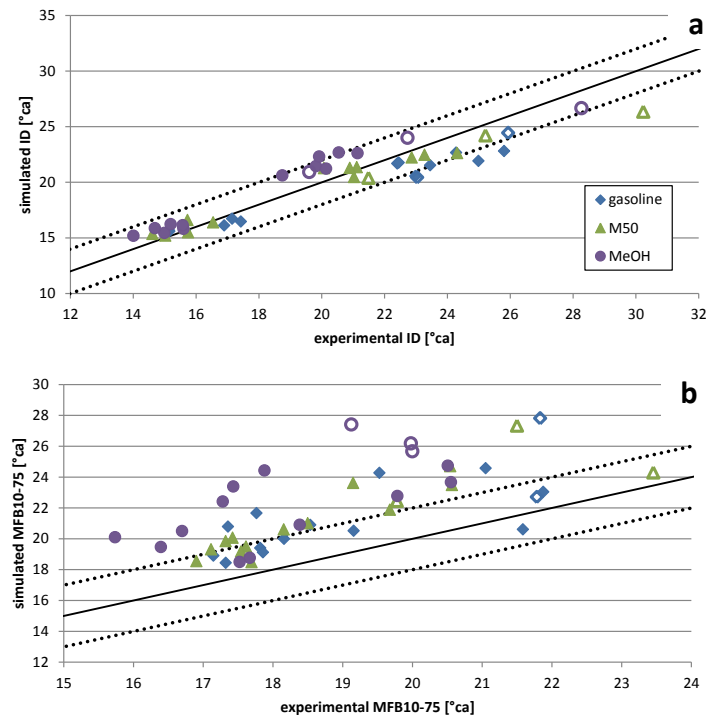 a
35
30
25
20
15
10
simulated ID [°ca]
gasoline
M50
MeOH
12 14 16 18 20 22 24 26 28 30 32
experimental ID [°ca]
b
30
28
26
24
22
20
18
16
14
12
simulated MFB10-75 [°ca]
15 16 17 18 19 20 21 22 23 24
experimental MFB10-75 [°ca]